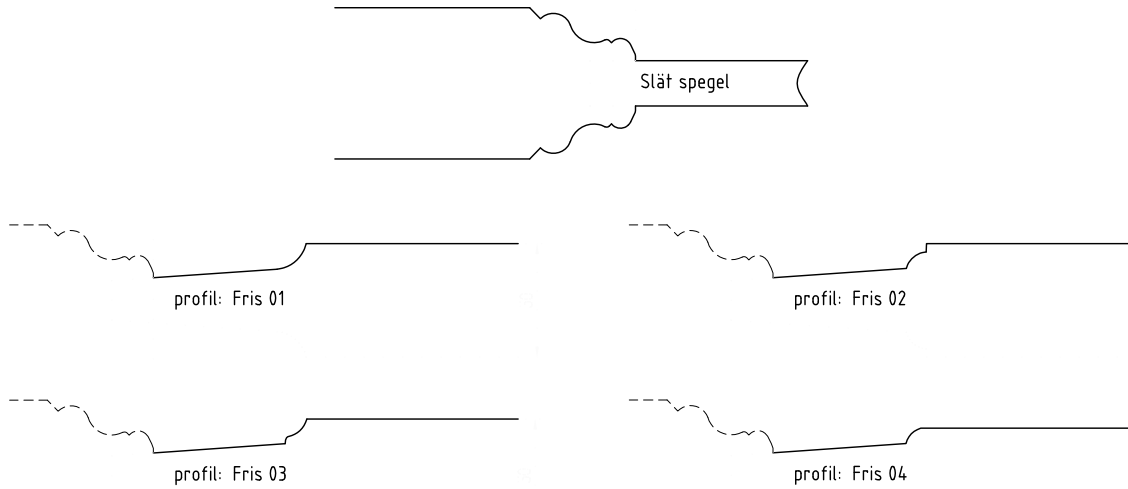 Slät spegel
profil: Fris 01
profil: Fris 02
profil: Fris 03
profil: Fris 04